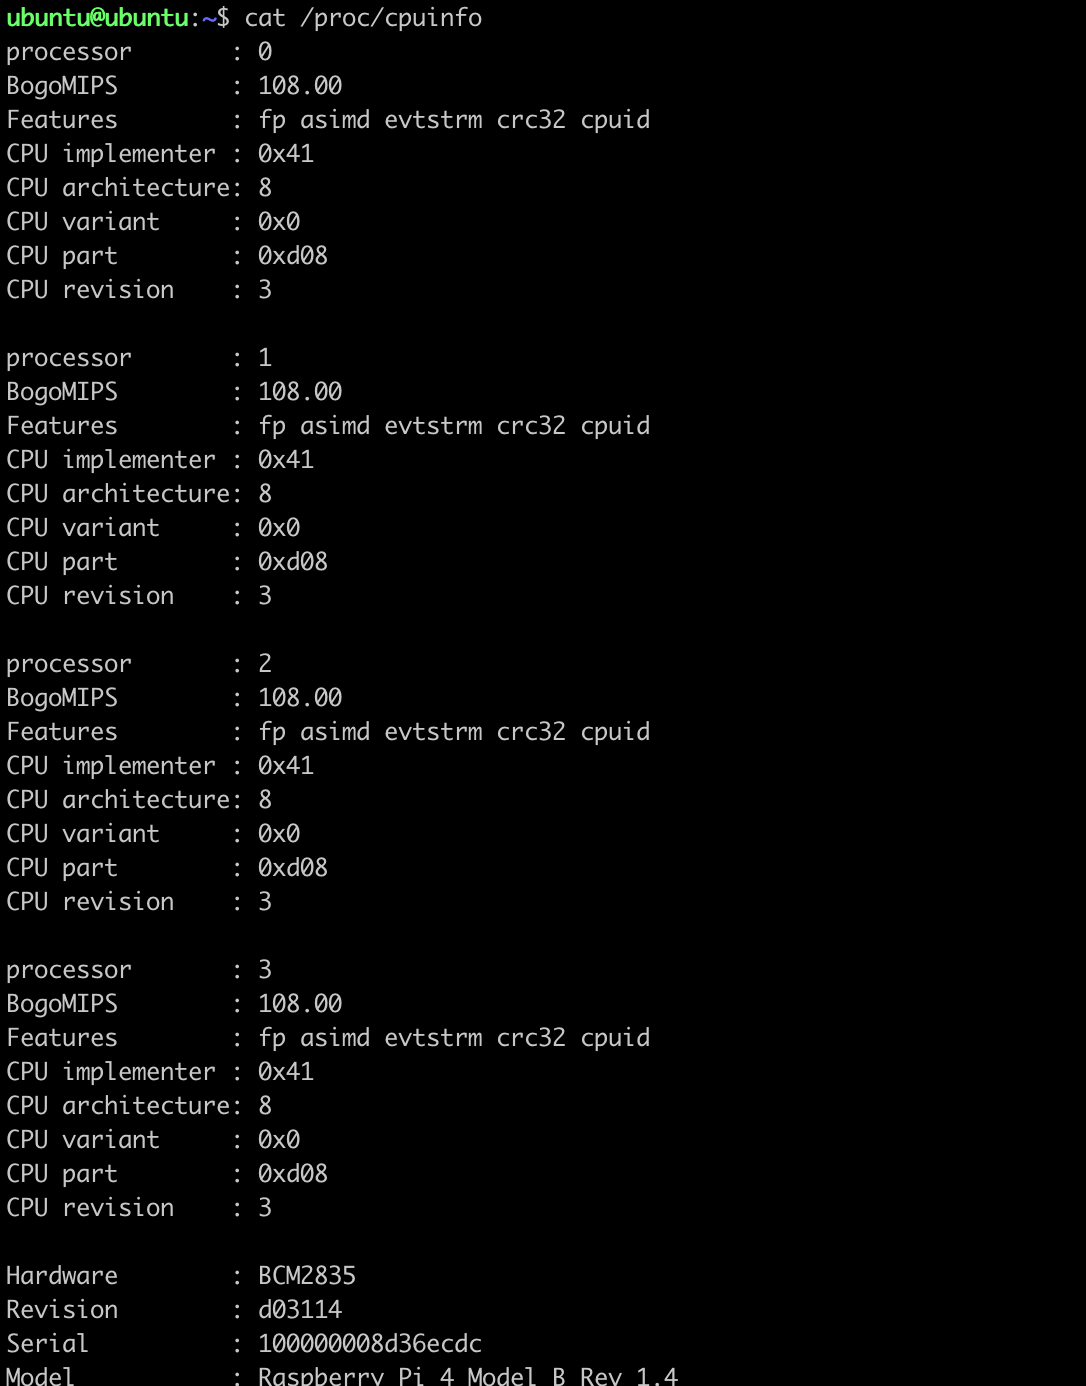 ubuntu@ubuntu:~$ cat /proc/cpuinfo
processor       : 0
BogoMIPS        : 108.00
Features        : fp asimd evtstrm crc32 cpuid
CPU implementer : 0x41
CPU architecture: 8
CPU variant     : 0x0
CPU part        : 0xd08
CPU revision    : 3

processor       : 1
BogoMIPS        : 108.00
Features        : fp asimd evtstrm crc32 cpuid
CPU implementer : 0x41
CPU architecture: 8
CPU variant     : 0x0
CPU part        : 0xd08
CPU revision    : 3

processor       : 2
BogoMIPS        : 108.00
Features        : fp asimd evtstrm crc32 cpuid
CPU implementer : 0x41
CPU architecture: 8
CPU variant     : 0x0
CPU part        : 0xd08
CPU revision    : 3

processor       : 3
BogoMIPS        : 108.00
Features        : fp asimd evtstrm crc32 cpuid
CPU implementer : 0x41
CPU architecture: 8
CPU variant     : 0x0
CPU part        : 0xd08
CPU revision    : 3

Hardware        : BCM2835
Revision        : d03114
Serial          : 100000008d36ecdc
Model           : Raspberry Pi 4 Model B Rev 1.4